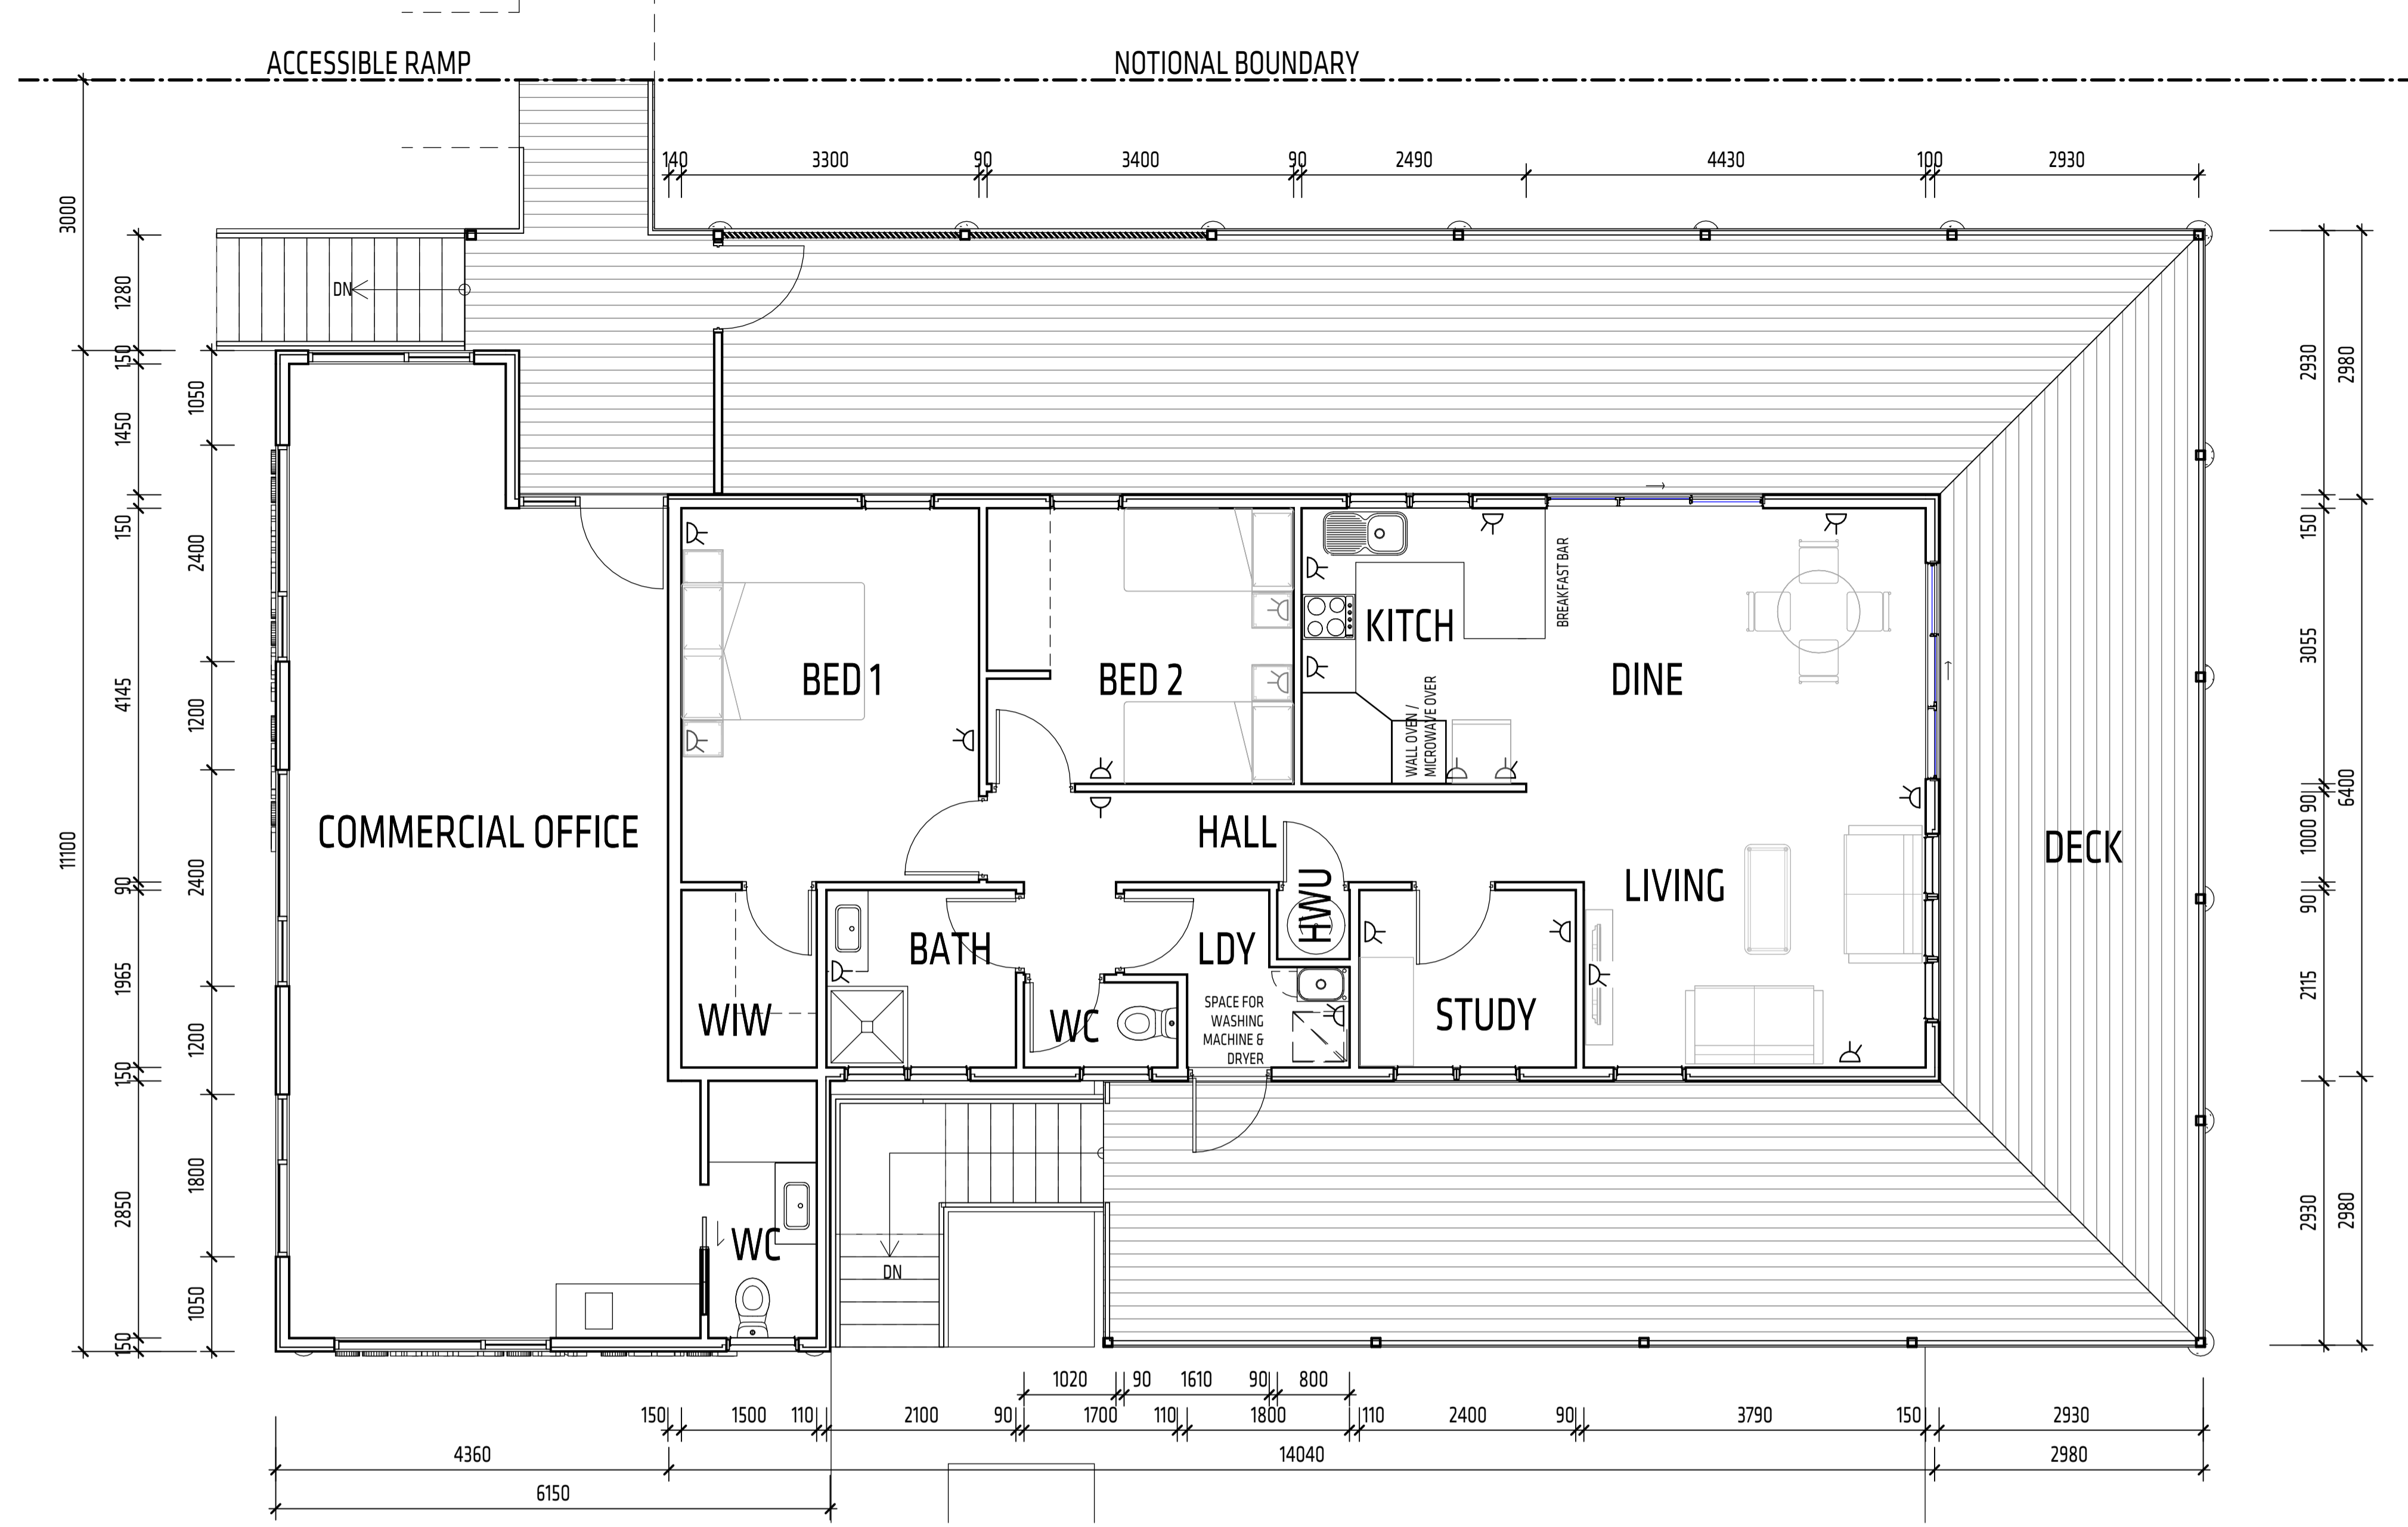 ACCESSIBLE RAMP
NOTIONAL BOUNDARY
140
3300
90
3400
90
2490
4430
100
2930
3000
1280
150
1450
150
4145
90
1965
150
2850
150
11100
1050
2400
1200
2400
1200
1800
1050
DN
BED 1
BED 2
KITCH
BREAKFAST BAR
DINE
WALL OVEN /
MICROWAVE OVER
COMMERCIAL OFFICE
HALL
HWU
LIVING
DECK
WIW
BATH
WC
LDY
SPACE FOR
WASHING
MACHINE &
DRYER
STUDY
WC
DN
2930
150
3055
90
1000
90
2115
2930
2980
6400
2980
1020
90
1610
90
800
150
1500
110
2100
90
1700
110
1800
110
2400
90
3790
150
2930
4360
14040
2980
6150